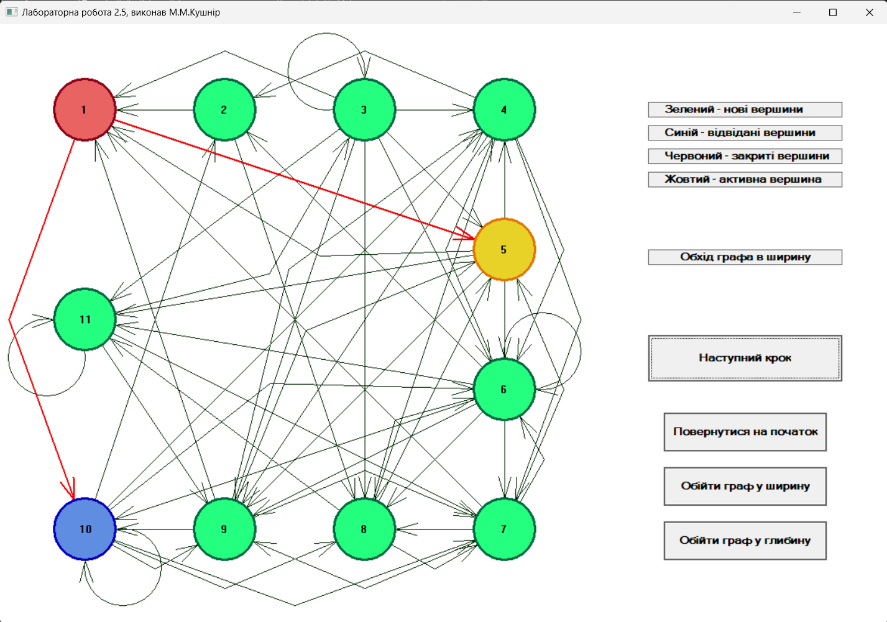 Лабораторна робота 2.5, виконав М.М.Кушнір
1
2
3
4
Зелений - нові вершини
Синій - відвідані вершини
Червоний - закриті вершини
Жовтий - активна вершина
5
Обхід графа в ширину
11
Наступний крок
6
Повернутися на початок
Обійти граф у ширину
10
9
8
7
Обійти граф у глибину